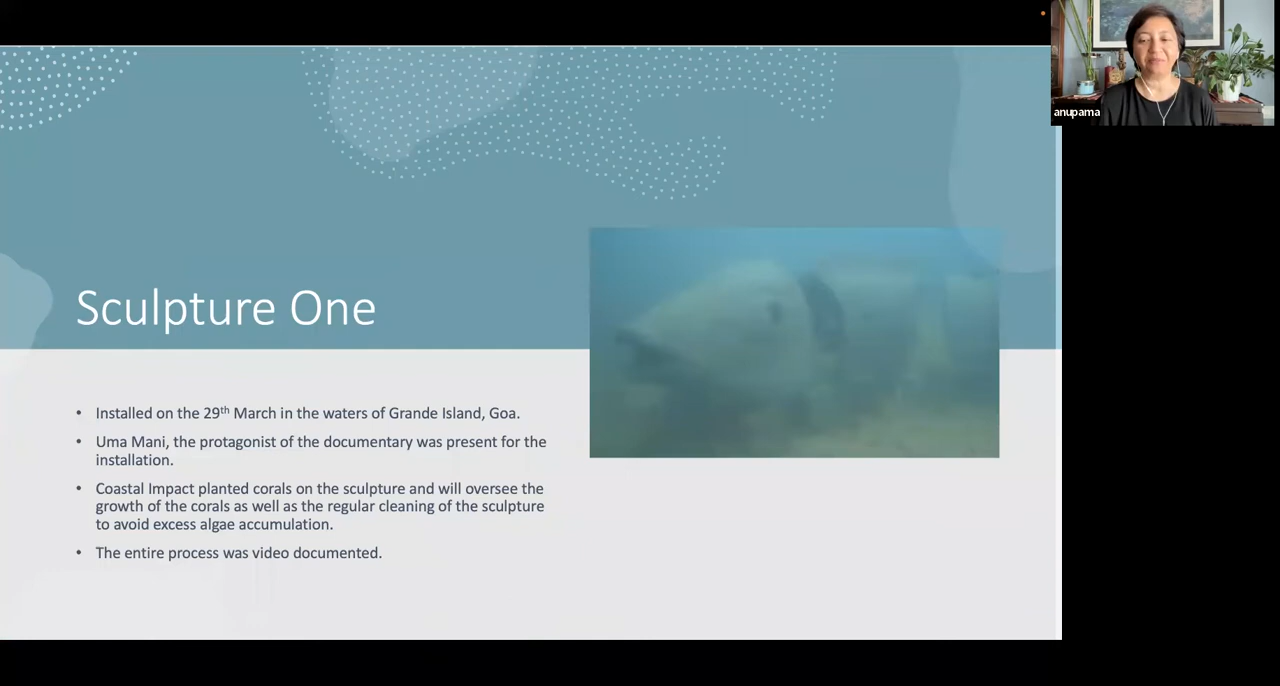 anupama
Sculpture One
• Installed on the 29th March in the waters of Grande Island, Goa.
• Uma Mani, the protagonist of the documentary was present for the
installation.
• Coastal Impact planted corals on the sculpture and will oversee the
growth of the corals as well as the regular cleaning of the sculpture
to avoid excess algae accumulation.
• The entire process was video documented.